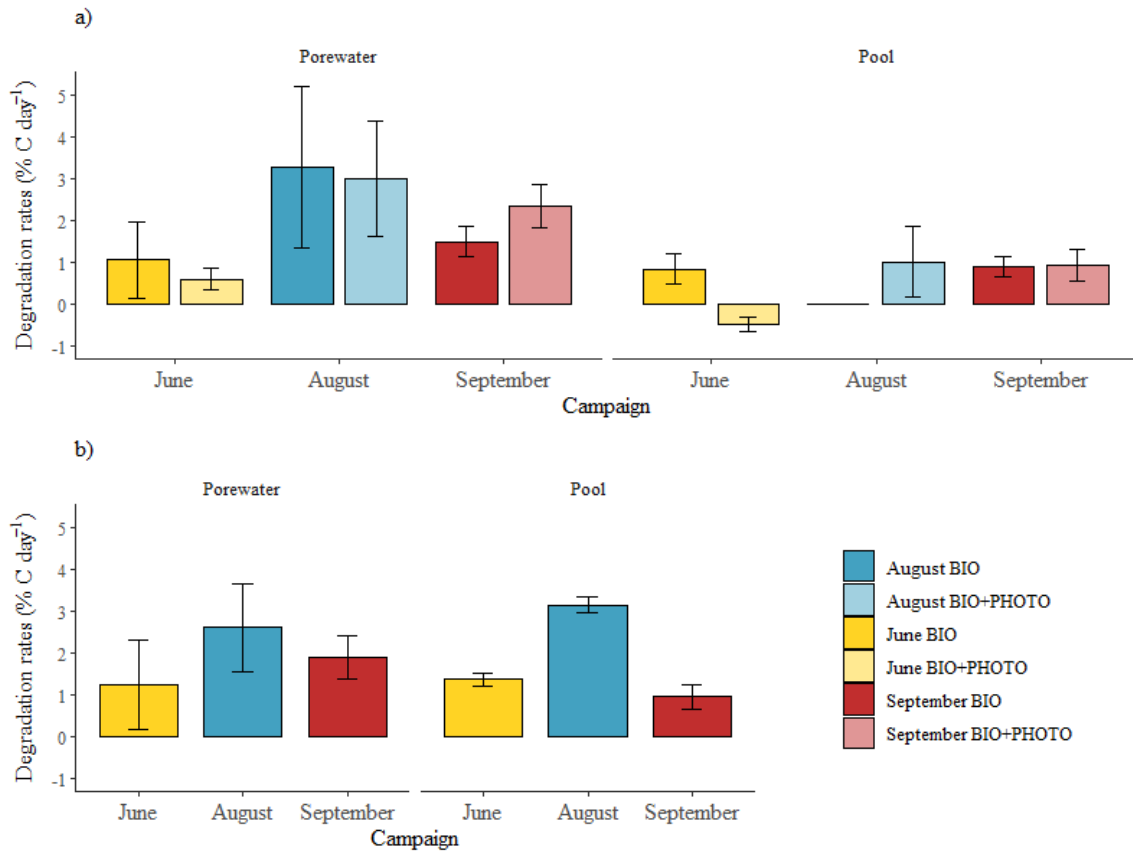 a)
Porewater
Pool
Degradation rates (% C day⁻¹)
5
4
3
2
1
0
-1
June
August
September
June
August
September
Campaign
b)
Porewater
Pool
Degradation rates (% C day⁻¹)
5
4
3
2
1
0
-1
June
August
September
June
August
September
Campaign
August BIO
August BIO+PHOTO
June BIO
June BIO+PHOTO
September BIO
September BIO+PHOTO